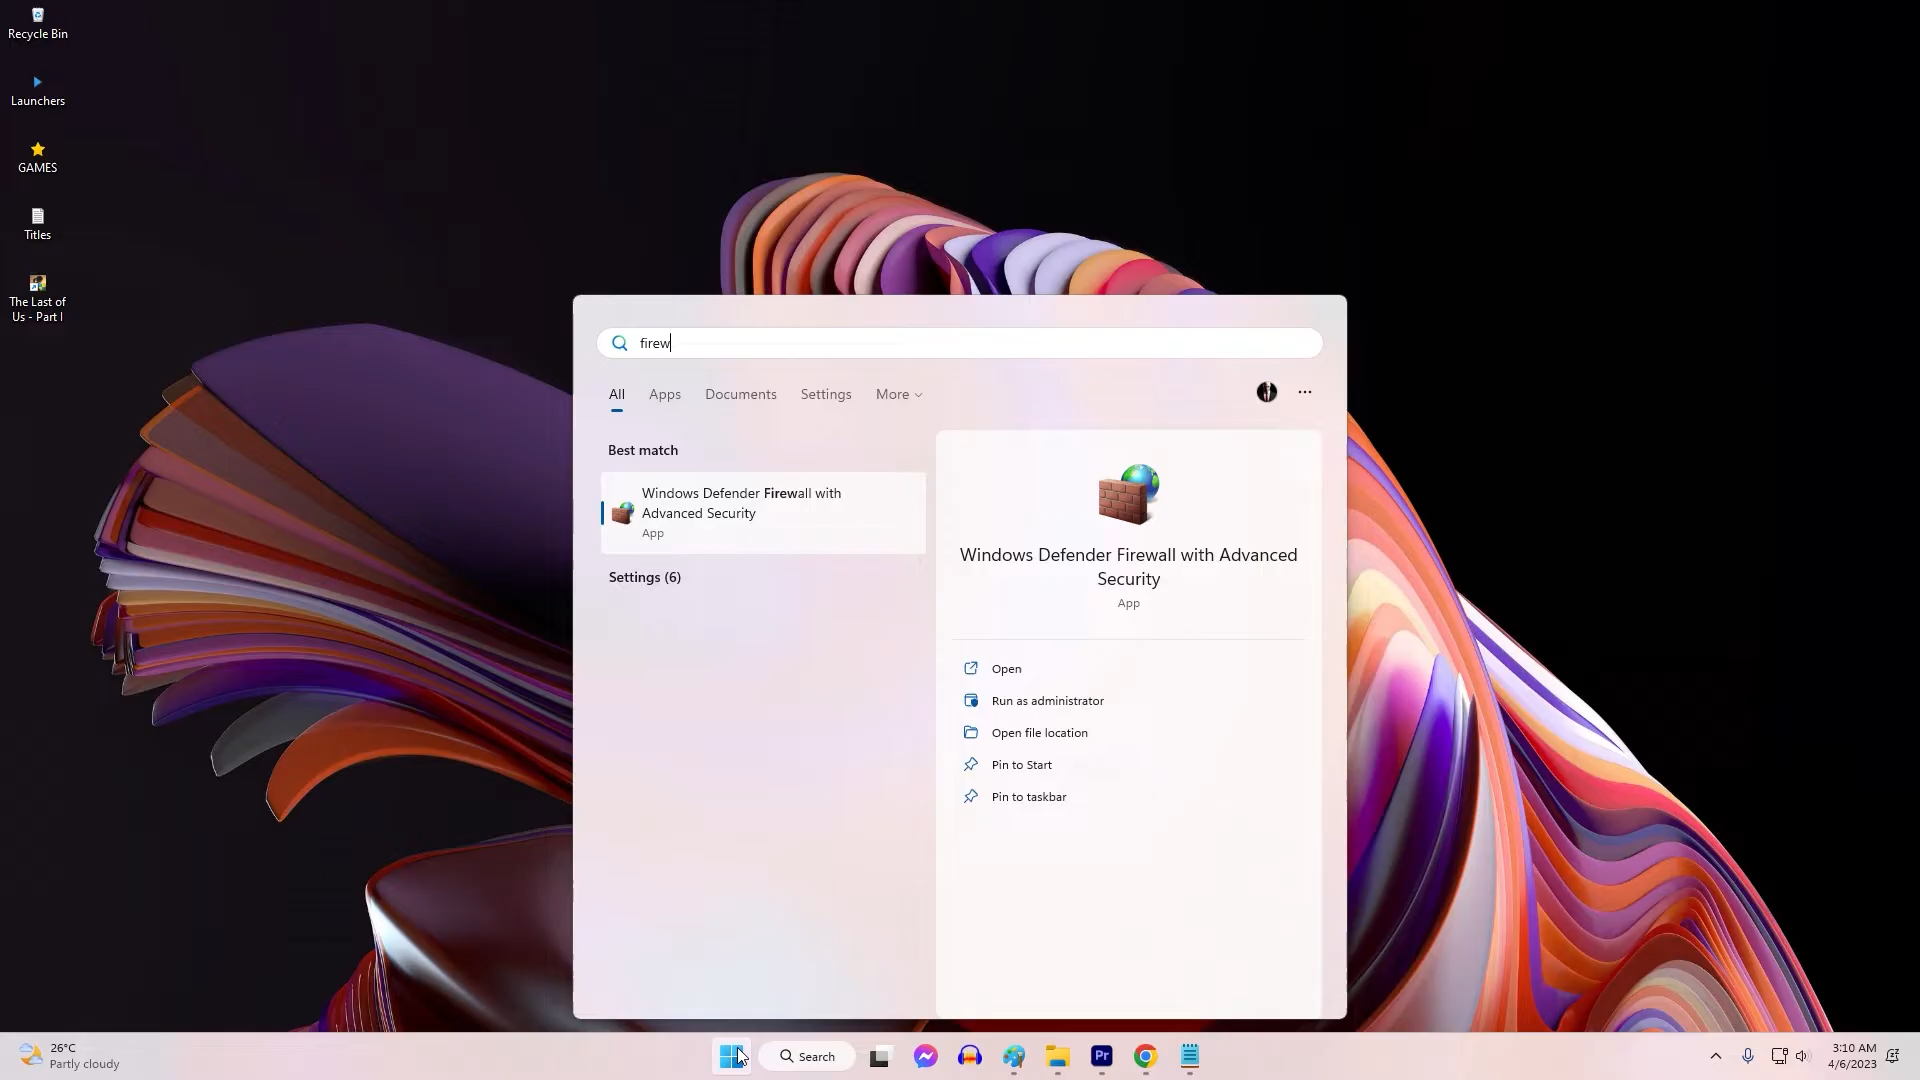 Recycle Bin
Launchers
GAMES
Titles
The Last of
Us - Part I
firew
All
Apps
Documents
Settings
More
Best match
Windows Defender Firewall with
Advanced Security
App
Settings (6)
Windows Defender Firewall with Advanced
Security
App
Open
Run as administrator
Open file location
Pin to Start
Pin to taskbar
26°C
Partly cloudy
Search
Pr
3:10 AM
4/6/2023